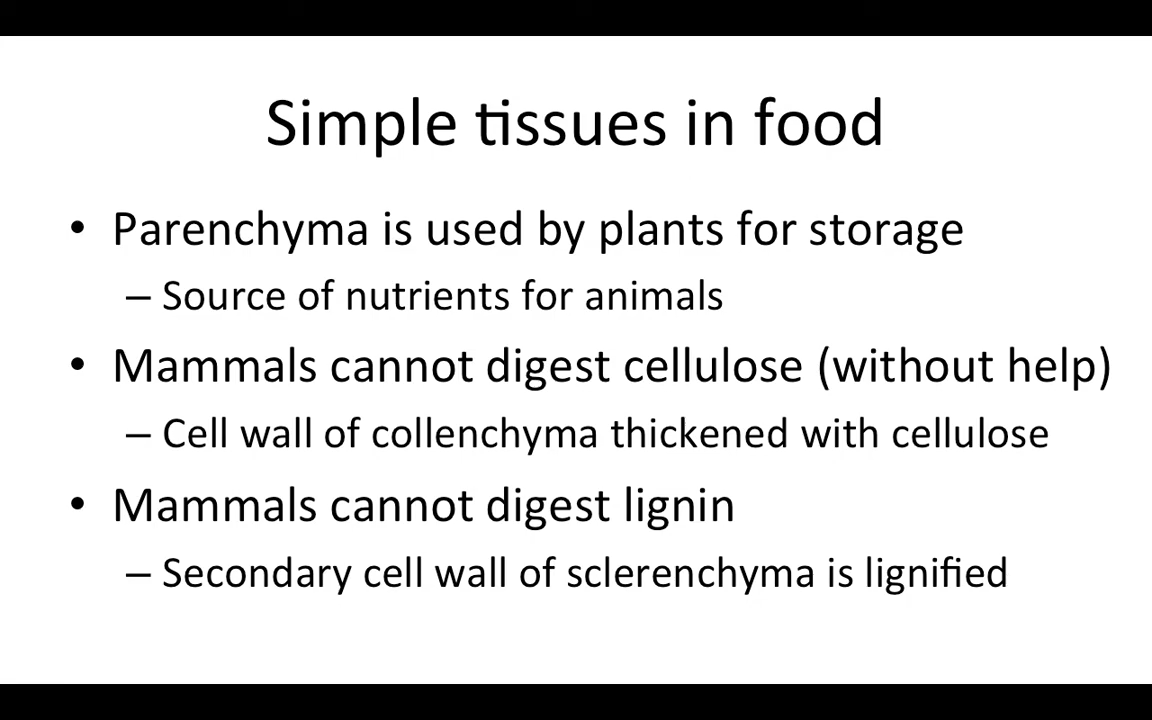 Simple tissues in food
• Parenchyma is used by plants for storage
– Source of nutrients for animals
• Mammals cannot digest cellulose (without help)
– Cell wall of collenchyma thickened with cellulose
• Mammals cannot digest lignin
– Secondary cell wall of sclerenchyma is lignified